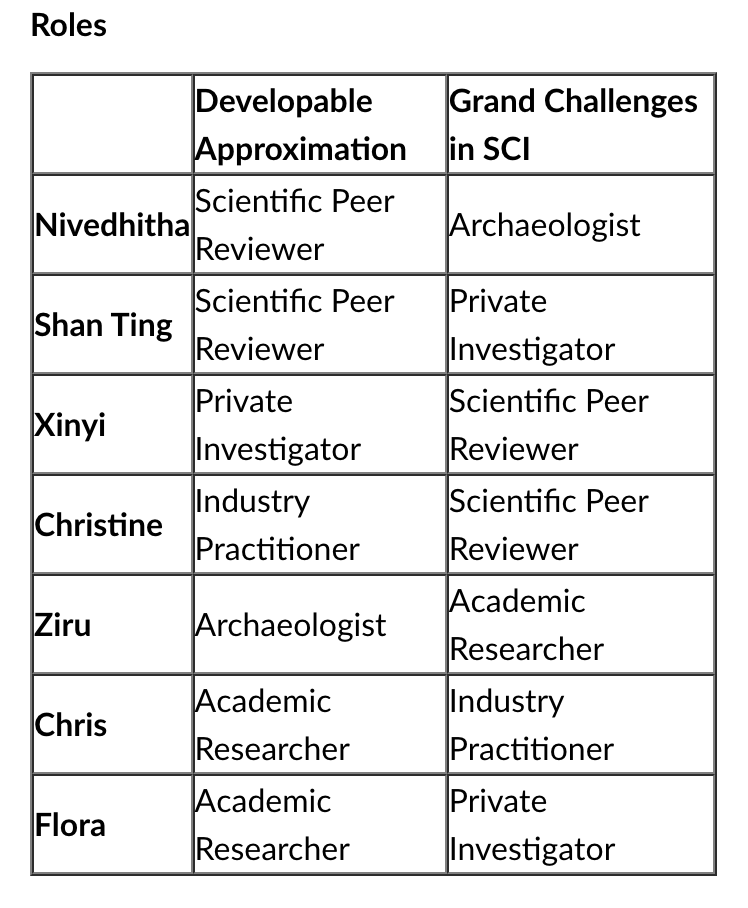 Roles
Developable Grand Challenges
Approximation in SCI
Scientific Peer
Nivedhitha Archaeologist
Reviewer
Scientific Peer Private
Shan Ting
Reviewer Investigator
Private Scientific Peer
Xinyi
Investigator Reviewer
Industry Scientific Peer
Christine
Practitioner Reviewer
Academic
Ziru Archaeologist
Researcher
Academic Industry
Chris
Researcher Practitioner
Academic Private
Flora
Researcher Investigator